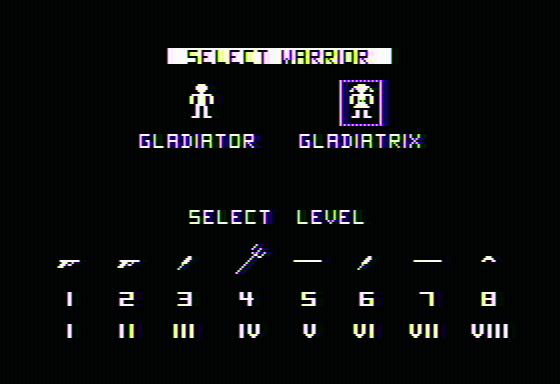 SELECT WARRIOR
GLADIATOR GLADIATRIX
SELECT LEVEL
1 2 3 4 5 6 7 8
I II III IV V VI VII VIII